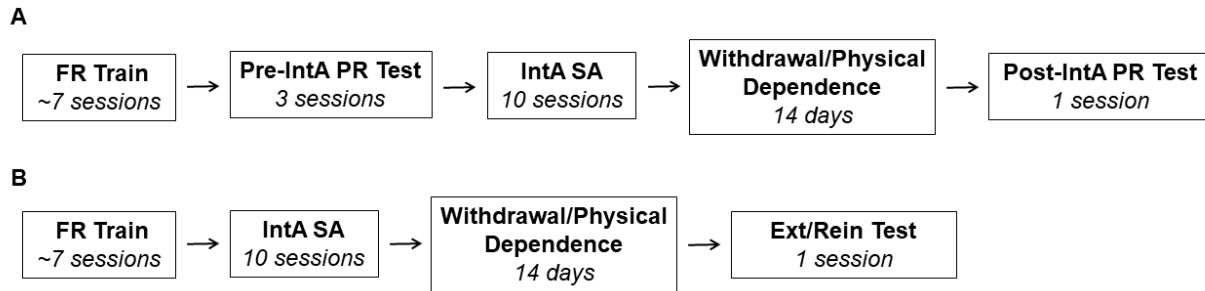 A
FR Train
~7 sessions
Pre-IntA PR Test
3 sessions
IntA SA
10 sessions
Withdrawal/Physical
Dependence
14 days
Post-IntA PR Test
1 session
B
FR Train
~7 sessions
IntA SA
10 sessions
Withdrawal/Physical
Dependence
14 days
Ext/Rein Test
1 session